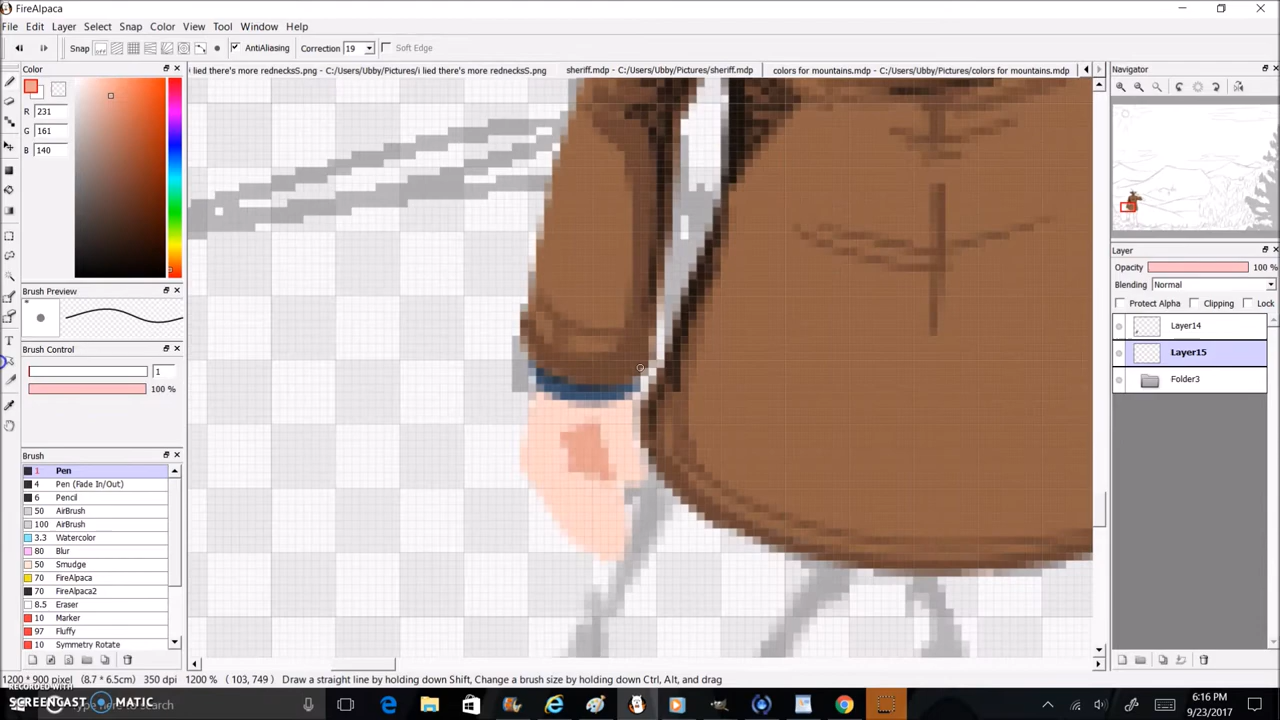 FireAlpaca
File Edit Layer View Select Snap Color View Tool Window Help
Snap AntiAliasing Correction 19 Soft Edge
Color
i lied there's more rednecksS.png - C:/Users/Ubby/Pictures/i lied there's more rednecksS.png
sheriff.mdp - C:/Users/Ubby/Pictures/sheriff.mdp
colors for mountains.mdp - C:/Users/Ubby/Pictures/colors for mountains.mdp
Navigator
R 231
G 161
B 140
Layer
Opacity 100 %
Blending Normal
Protect Alpha Clipping Lock
Layer14
Layer15
Folder3
Brush Preview
Brush Control
1
100 %
Brush
1 Pen
4 Pen (Fade In/Out)
6 Pencil
50 AirBrush
100 AirBrush
3.3 Watercolor
80 Blur
50 Smudge
70 FireAlpaca
70 FireAlpaca2
8.5 Eraser
10 Marker
97 Fluffy
10 Symmetry Rotate
1200 * 900 pixel (8.7 * 6.5cm) 350 dpi 1200 % (103, 749) Draw a straight line by holding down Shift, Change a brush size by holding down Ctrl, Alt, and drag
RECORDED WITH
SCREENCAST MATIC
Type here to search
6:16 PM
9/23/2017